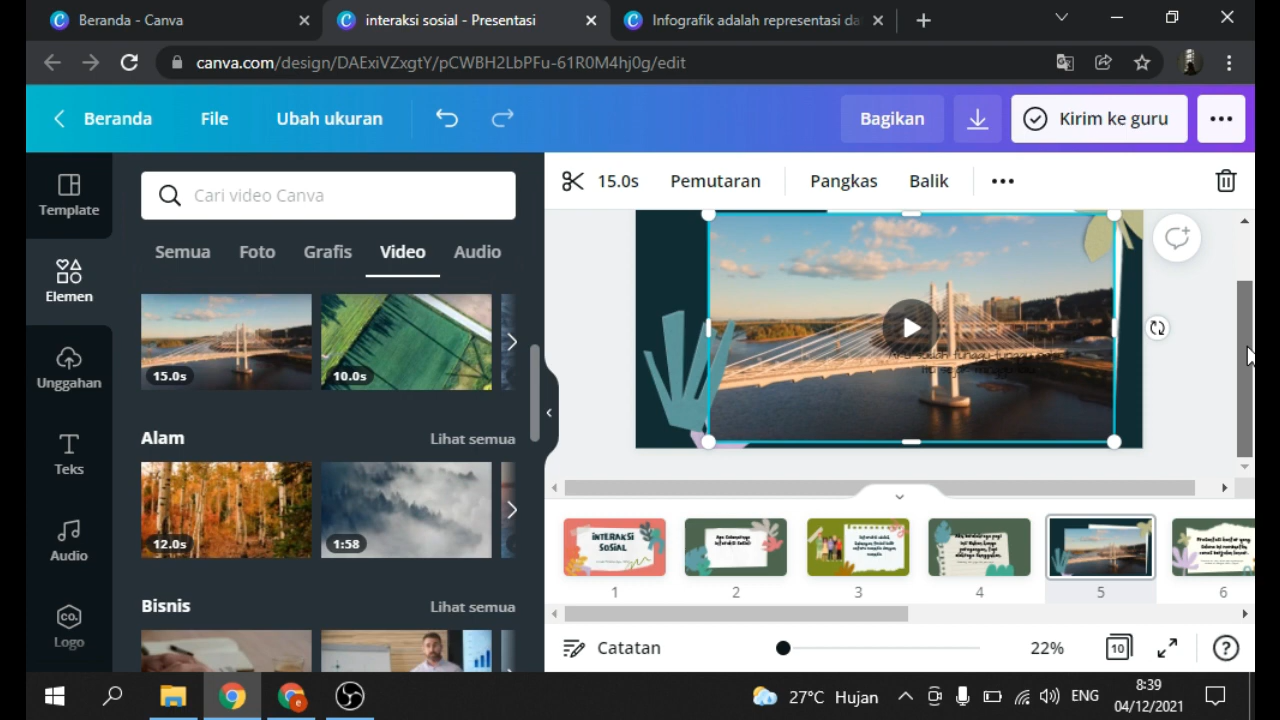 Beranda - Canva
interaksi sosial - Presentasi
Infografik adalah representasi da
canva.com/design/DAExiVZxgtY/pCWBH2LbPFu-61R0M4hj0g/edit
Beranda
File
Ubah ukuran
Bagikan
Kirim ke guru
Template
Elemen
Unggahan
Teks
Audio
co.
Logo
Cari video Canva
Semua
Foto
Grafis
Video
Audio
15.0s
10.0s
Alam
Lihat semua
12.0s
1:58
Bisnis
Lihat semua
15.0s
Pemutaran
Pangkas
Balik
INTERAKSI
SOSIAL
1
2
3
4
5
6
Catatan
22%
10
27°C Hujan
ENG
8:39
04/12/2021